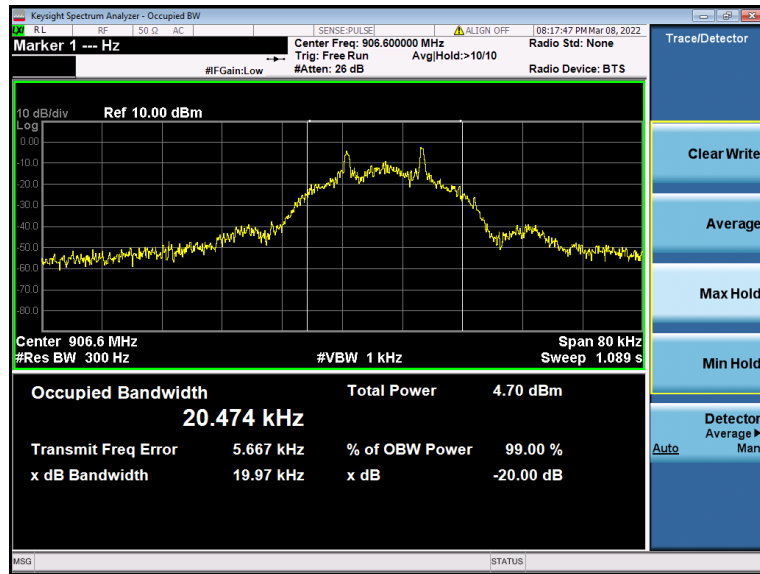 Keysight Spectrum Analyzer - Occupied BW
LXI RL RF 50 Ω AC SENSE:PULSE ALIGN OFF 08:17:47 PM Mar 08, 2022
Marker 1 --- Hz
Center Freq: 906.600000 MHz
Radio Std: None
Trig: Free Run Avg|Hold:>10/10
#IFGain:Low
#Atten: 26 dB
Radio Device: BTS
Trace/Detector
10 dB/div Ref 10.00 dBm
Log
0.00
-10.0
-20.0
-30.0
-40.0
-50.0
-60.0
-70.0
-80.0
Center 906.6 MHz
Span 80 kHz
#Res BW 300 Hz
#VBW 1 kHz
Sweep 1.089 s
Occupied Bandwidth
20.474 kHz
Total Power 4.70 dBm
Transmit Freq Error 5.667 kHz
% of OBW Power 99.00 %
x dB Bandwidth 19.97 kHz
x dB -20.00 dB
Clear Write
Average
Max Hold
Min Hold
Detector
Average
Auto Man
MSG
STATUS